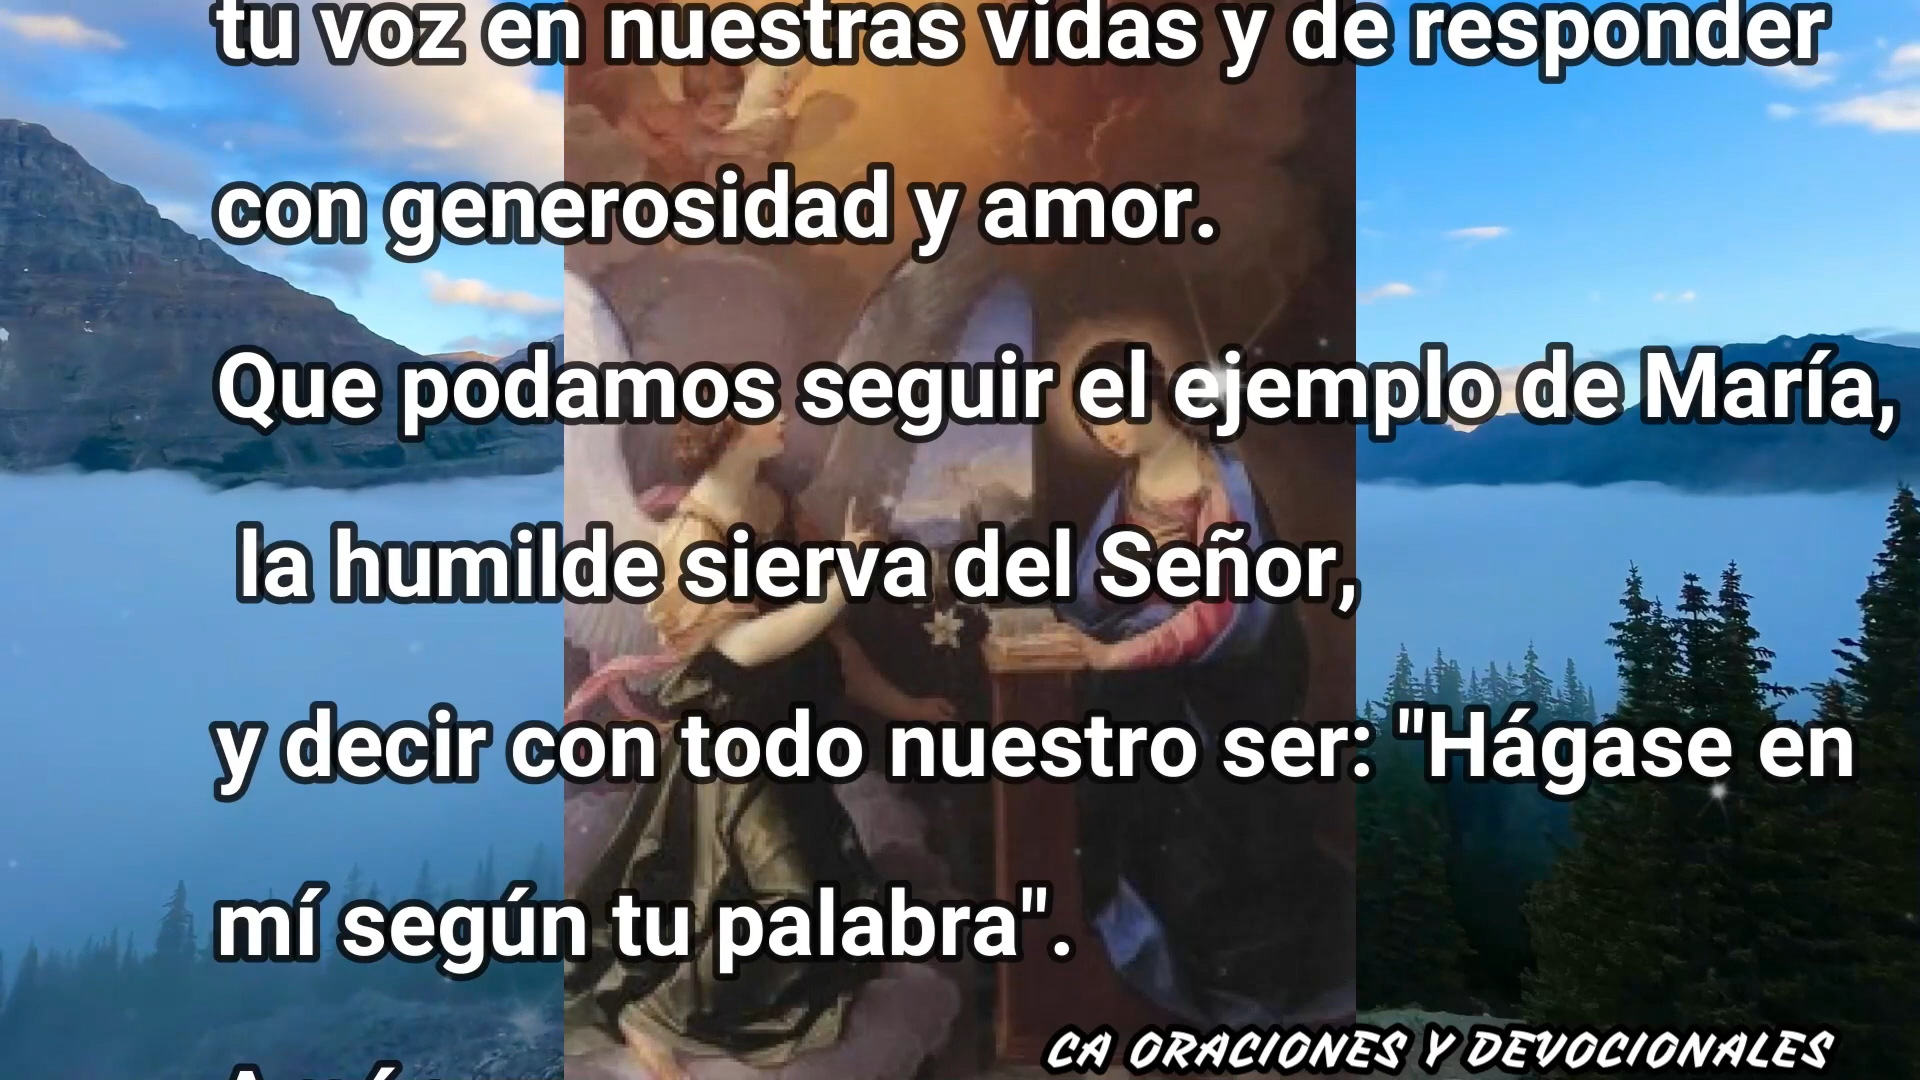 tu voz en nuestras vidas y de responder
con generosidad y amor.
Que podamos seguir el ejemplo de María,
la humilde sierva del Señor,
y decir con todo nuestro ser: "Hágase en
mí según tu palabra".
CA ORACIONES Y DEVOCIONALES